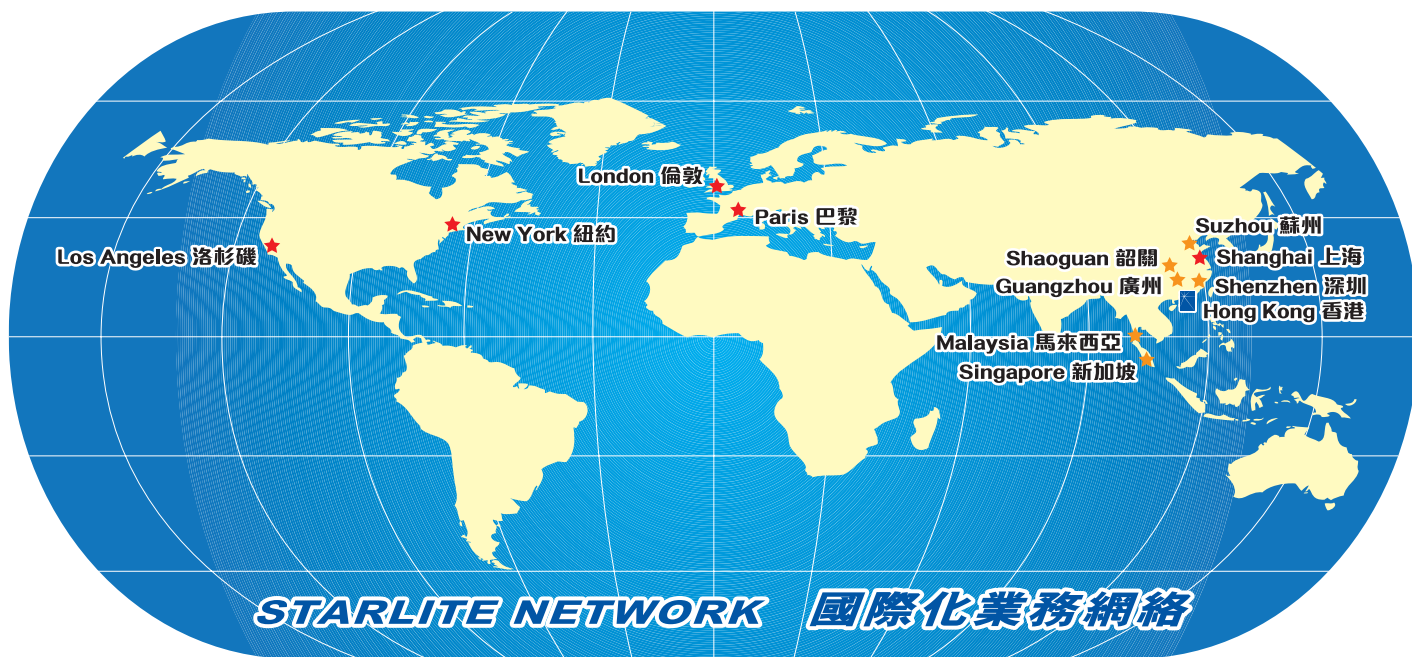 London 倫敦
Paris 巴黎
New York 紐約
Los Angeles 洛杉磯
Suzhou 蘇州
Shaoguan 韶關
Shanghai 上海
Guangzhou 廣州
Shenzhen 深圳
Hong Kong 香港
Malaysia 馬來西亞
Singapore 新加坡
STARLITE NETWORK 國際化業務網絡